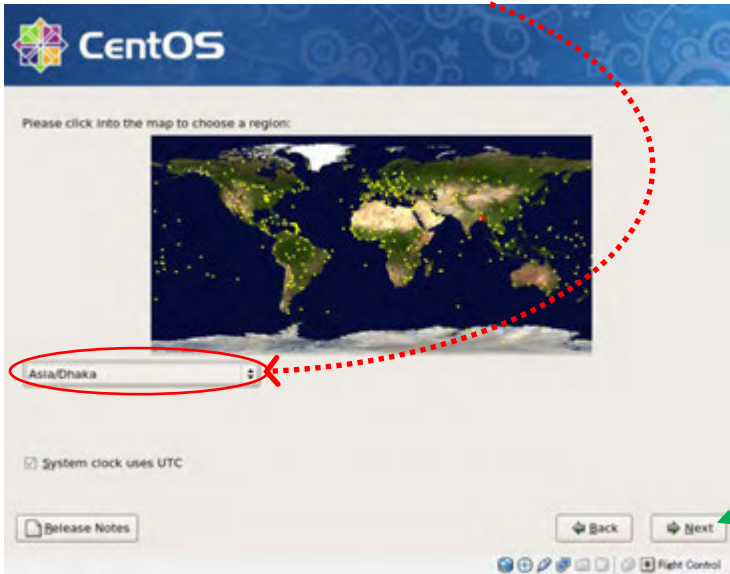 CentOS
Please click into the map to choose a region:
Asia/Dhaka
System clock uses UTC
Release Notes
Back
Next
Right Control